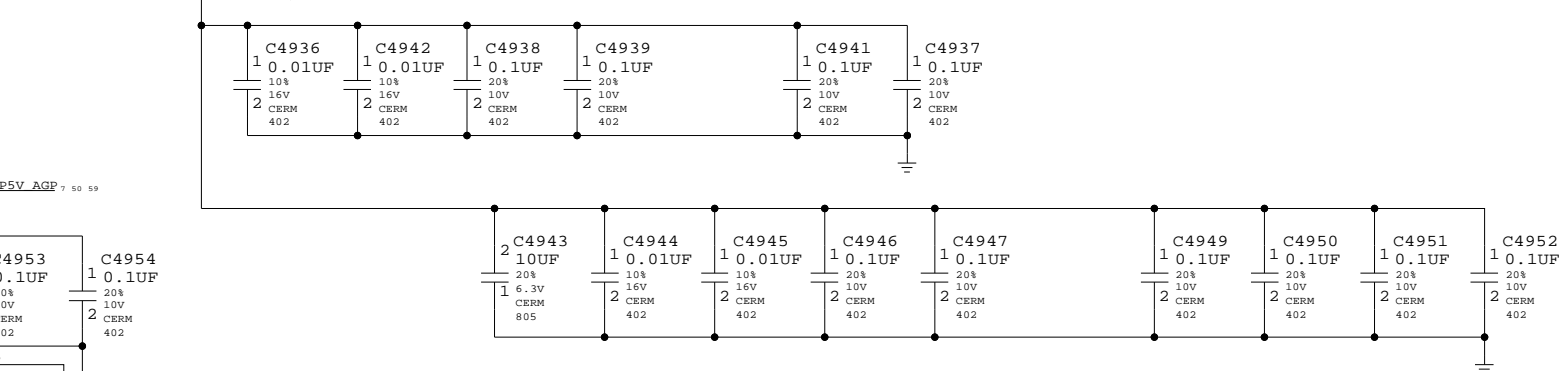 C4936 C4942 C4938 C4939 C4941 C4937
1 0.01UF 1 0.01UF 1 0.1UF 1 0.1UF 1 0.1UF 1 0.1UF
10% 10% 20% 20% 20% 20%
16V 16V 10V 10V 10V 10V
2 CERM 2 CERM 2 CERM 2 CERM 2 CERM 2 CERM
402 402 402 402 402 402
P5V_AGP 7 50 59
C4943 C4944 C4945 C4946 C4947 C4949 C4950 C4951 C4952
2 10UF 1 0.01UF 1 0.01UF 1 0.1UF 1 0.1UF 1 0.1UF 1 0.1UF 1 0.1UF 1 0.1UF
20% 10% 10% 20% 20% 20% 20% 20% 20%
1 6.3V 16V 16V 10V 10V 10V 10V 10V 10V
CERM 2 CERM 2 CERM 2 CERM 2 CERM 2 CERM 2 CERM 2 CERM 2 CERM
805 402 402 402 402 402 402 402 402
4953 C4954
.1UF 1 0.1UF
0% 20%
0V 10V
ERM 2 CERM
02 402